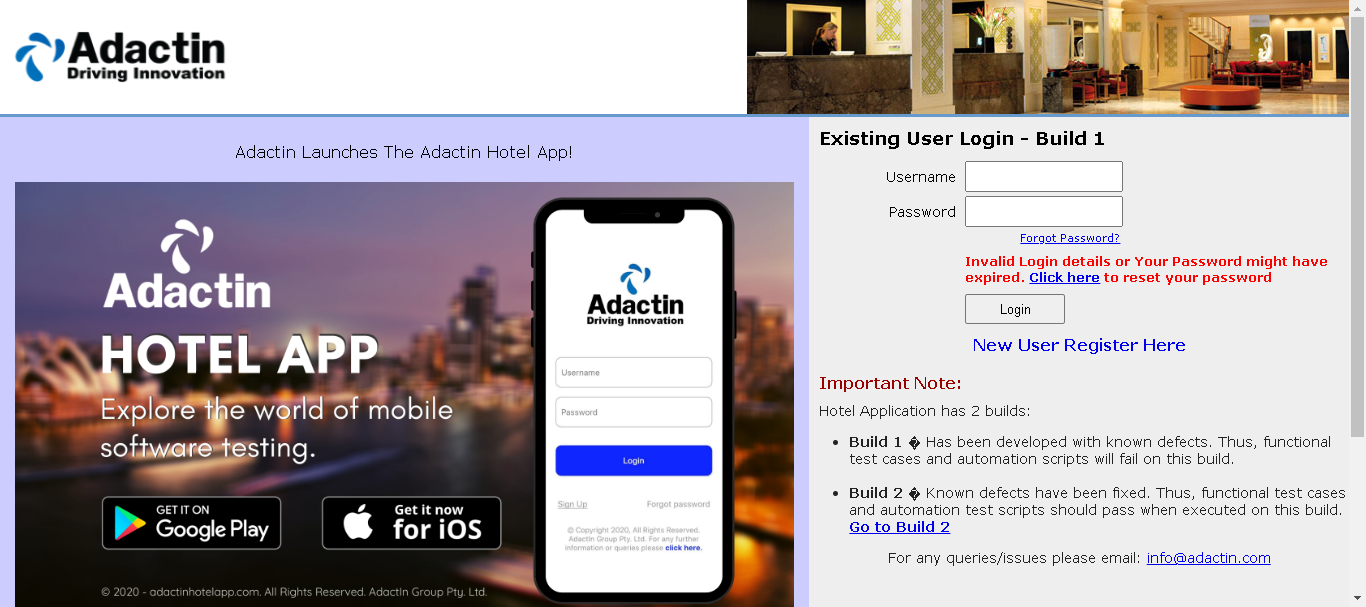 Adactin
Driving Innovation
Adactin Launches The Adactin Hotel App!
Adactin
HOTEL APP
Explore the world of mobile
software testing.
GET IT ON
Google Play
Get it now
for iOS
© 2020 - adactinhotelapp.com. All Rights Reserved. Adactin Group Pty. Ltd.
Adactin
Driving Innovation
Username
Password
Login
Sign Up
Forgot password
© Copyright 2020, All Rights Reserved.
Adactin Group Pty. Ltd. For any further
information or queries please click here.
Existing User Login - Build 1
Username
Password
Forgot Password?
Invalid Login details or Your Password might have
expired. Click here to reset your password
Login
New User Register Here
Important Note:
Hotel Application has 2 builds:
• Build 1 � Has been developed with known defects. Thus, functional
test cases and automation scripts will fail on this build.
• Build 2 � Known defects have been fixed. Thus, functional test cases
and automation test scripts should pass when executed on this build.
Go to Build 2
For any queries/issues please email: info@adactin.com